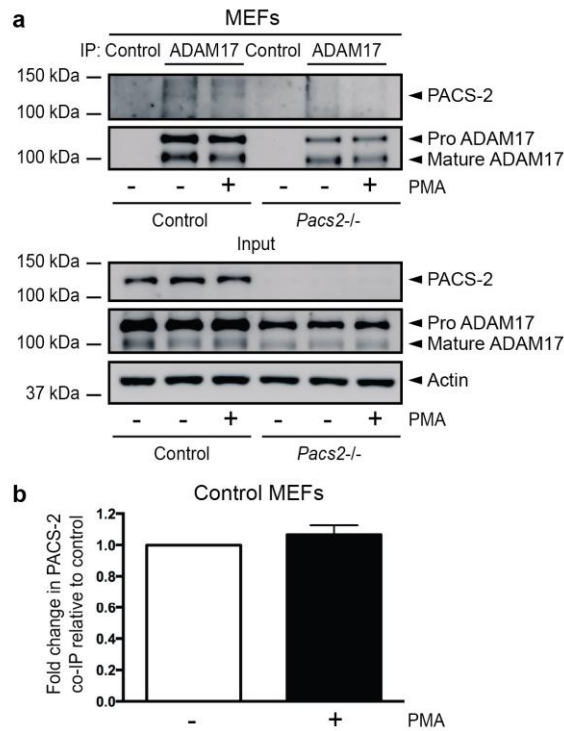 a
MEFs
IP: Control ADAM17 Control ADAM17
150 kDa
PACS-2
100 kDa
Pro ADAM17
100 kDa
Mature ADAM17
- - + - - + PMA
Control Pacs2-/-
Input
150 kDa
PACS-2
100 kDa
Pro ADAM17
100 kDa
Mature ADAM17
Actin
37 kDa
- - + - - + PMA
Control Pacs2-/-
b
Control MEFs
Fold change in PACS-2
co-IP relative to control
1.2
1.0
0.8
0.6
0.4
0.2
0.0
- + PMA